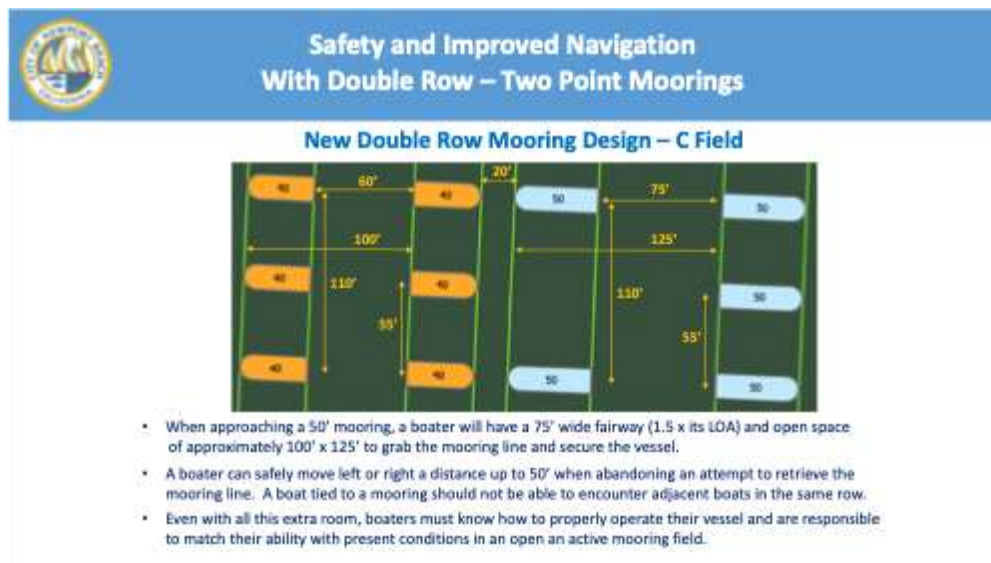 CITY OF NEWPORT BEACH
CALIFORNIA
Safety and Improved Navigation
With Double Row – Two Point Moorings
New Double Row Mooring Design – C Field
40 60' 40 20' 50 75' 50
100' 125'
40 110' 40 110' 50
55' 55'
40 40 50 50
• When approaching a 50' mooring, a boater will have a 75' wide fairway (1.5 x its LOA) and open space
of approximately 100' x 125' to grab the mooring line and secure the vessel.
• A boater can safely move left or right a distance up to 50' when abandoning an attempt to retrieve the
mooring line. A boat tied to a mooring should not be able to encounter adjacent boats in the same row.
• Even with all this extra room, boaters must know how to properly operate their vessel and are responsible
to match their ability with present conditions in an open an active mooring field.